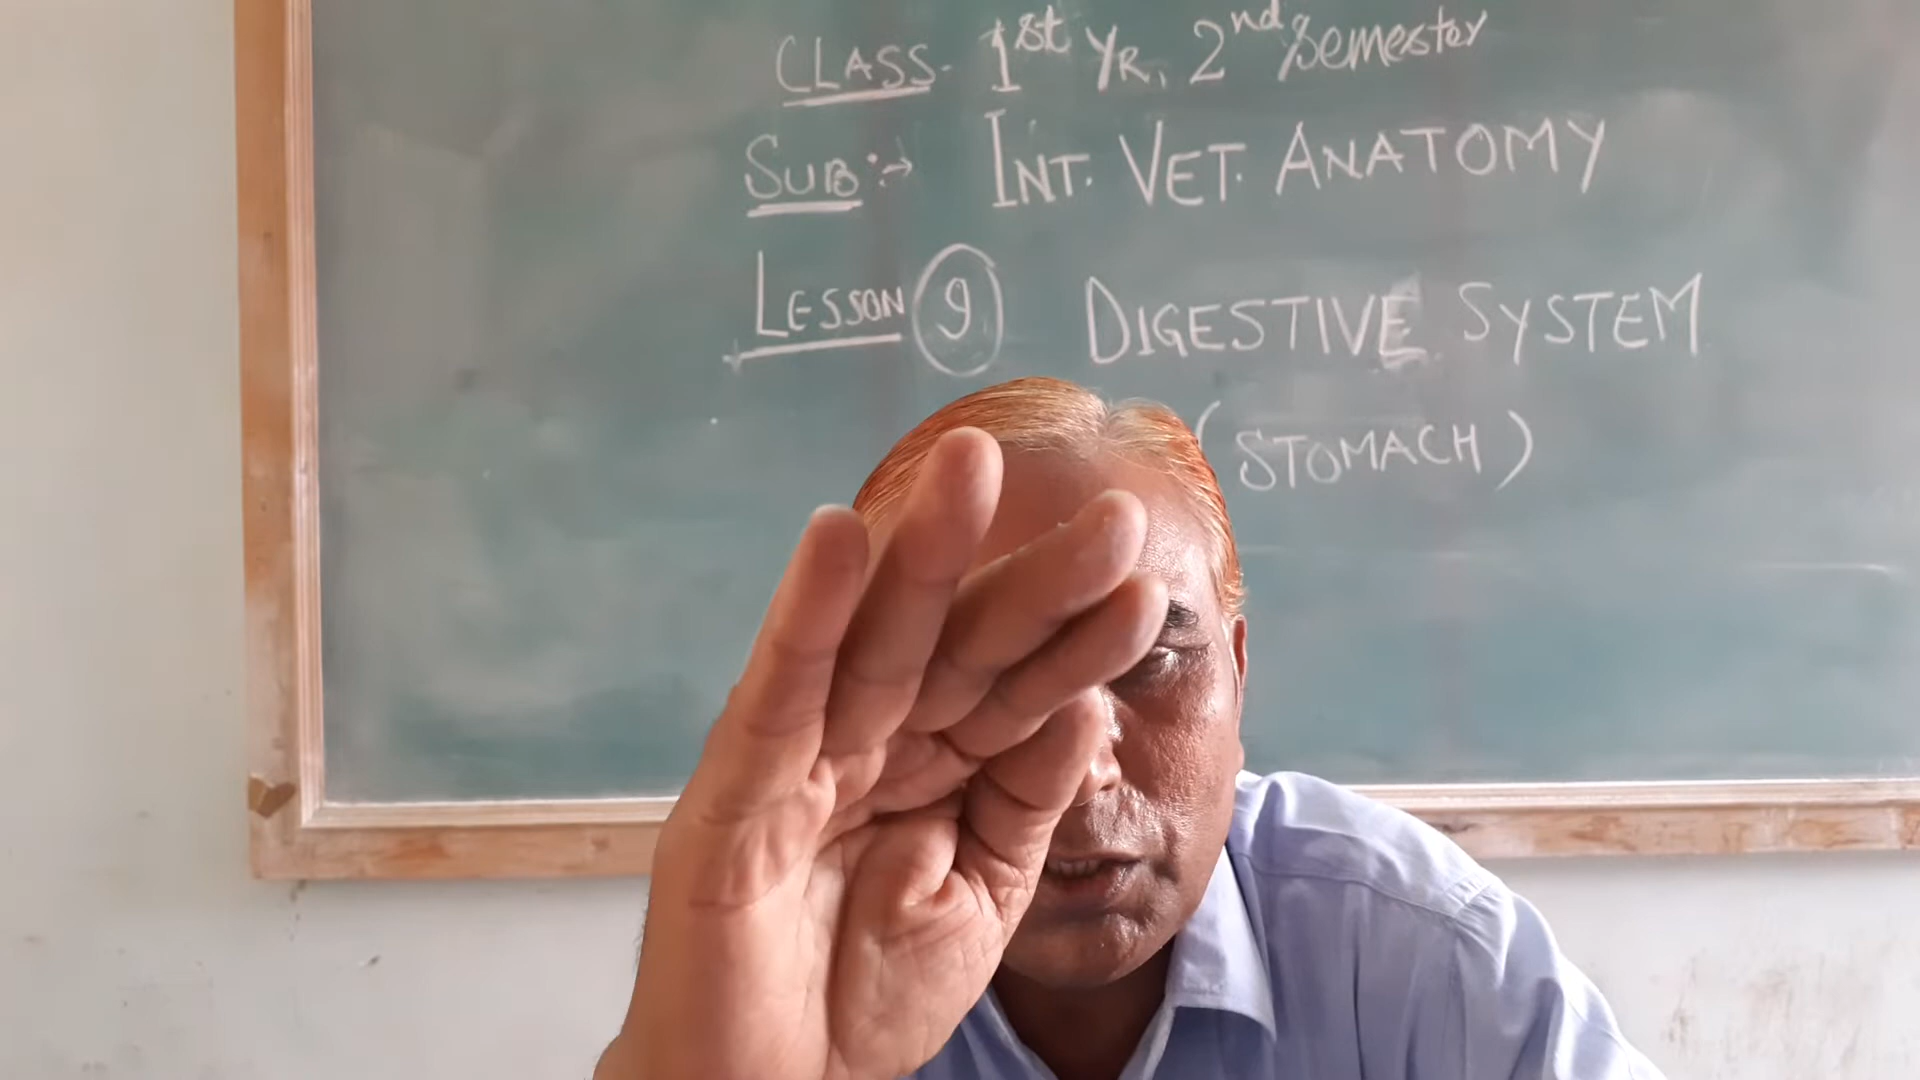 CLASS- 1st YR, 2nd Semester
SUB:→ INT. VET. ANATOMY
LESSON 9 DIGESTIVE SYSTEM
(STOMACH)